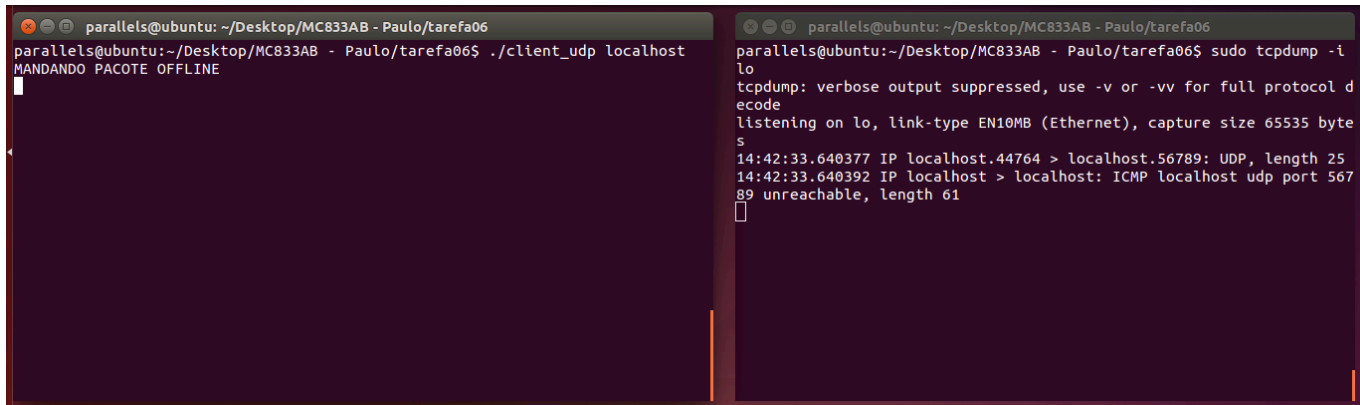 parallels@ubuntu: ~/Desktop/MC833AB - Paulo/tarefa06
parallels@ubuntu:~/Desktop/MC833AB - Paulo/tarefa06$ ./client_udp localhost
MANDANDO PACOTE OFFLINE
parallels@ubuntu: ~/Desktop/MC833AB - Paulo/tarefa06
parallels@ubuntu:~/Desktop/MC833AB - Paulo/tarefa06$ sudo tcpdump -i
lo
tcpdump: verbose output suppressed, use -v or -vv for full protocol d
ecode
listening on lo, link-type EN10MB (Ethernet), capture size 65535 byte
s
14:42:33.640377 IP localhost.44764 > localhost.56789: UDP, length 25
14:42:33.640392 IP localhost > localhost: ICMP localhost udp port 567
89 unreachable, length 61